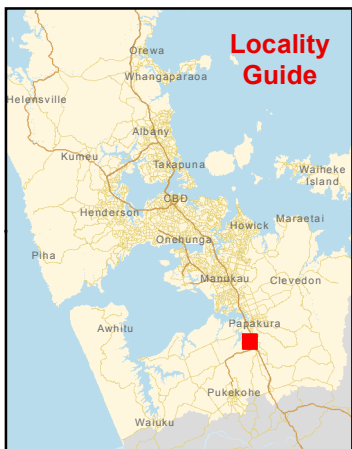 Locality
Guide
Orewa
Whangaparaoa
Helensville
Albany
Kumeu
Takapuna
Waiheke
Island
CBD
Henderson
Howick
Maraetai
Onehunga
Piha
Manukau
Clevedon
Awhitu
Papakura
Pukekohe
Waiuku